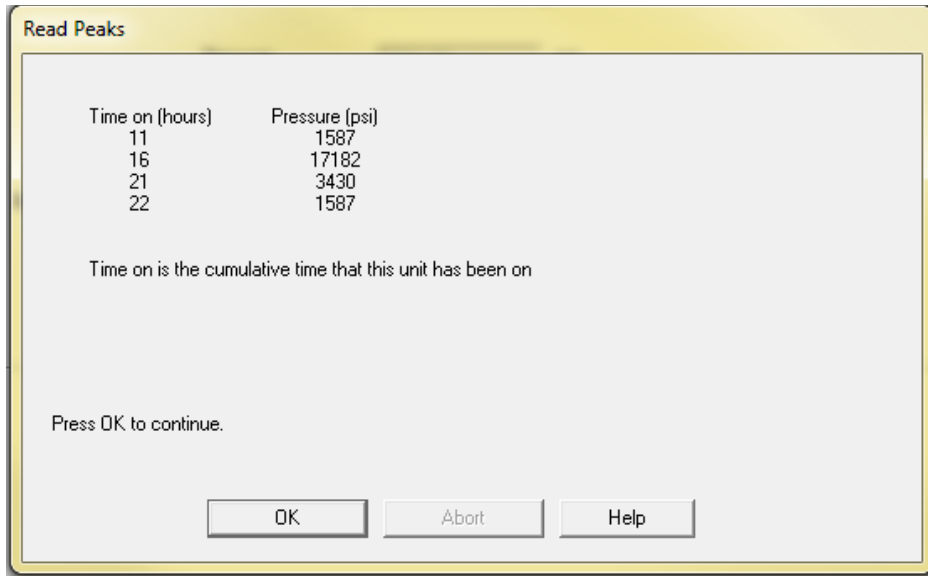 Read Peaks
Time on (hours) Pressure (psi)
11 1587
16 17182
21 3430
22 1587
Time on is the cumulative time that this unit has been on
Press OK to continue.
OK Abort Help